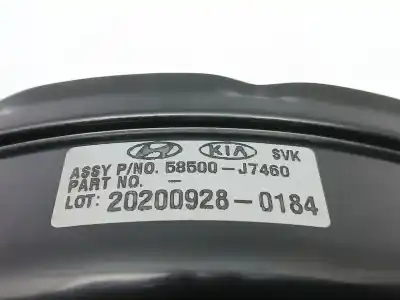 KIA SVK
ASSY P/NO. 58500-J7460
PART NO. -
LOT: 20200928-0184